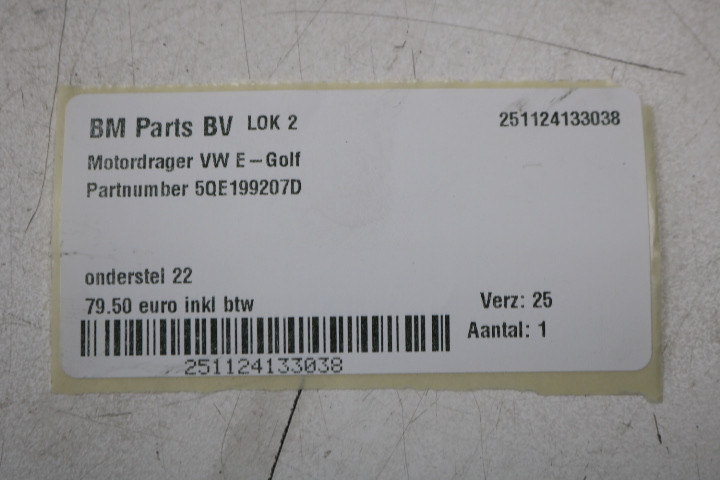 BM Parts BV LOK 2 251124133038
Motordrager VW E-Golf
Partnumber 5QE199207D
onderstel 22
79.50 euro inkl btw Verz: 25
Aantal: 1
251124133038